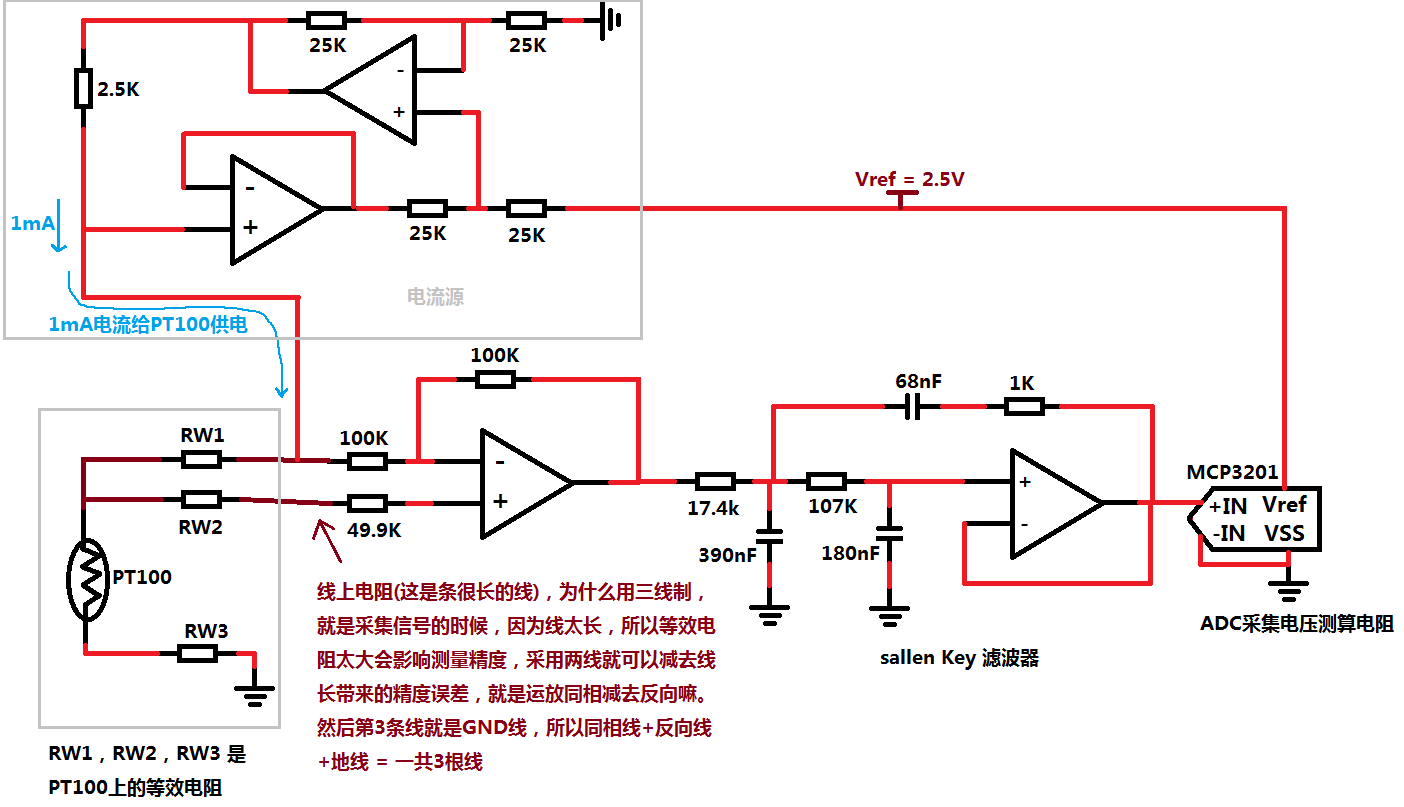 25K
25K
2.5K
-
+
-
+
Vref = 2.5V
1mA
25K
25K
电流源
1mA电流给PT100供电
100K
68nF
1K
RW1
100K
-
+
RW2
49.9K
17.4k
107K
+
-
MCP3201
+IN
Vref
-IN
VSS
390nF
180nF
PT100
RW3
线上电阻(这是条很长的线)，为什么用三线制，
就是采集信号的时候，因为线太长，所以等效电
阻太大会影响测量精度，采用两线就可以减去线
长带来的精度误差，就是运放同相减去反向嘛。
然后第3条线就是GND线，所以同相线+反向线
+地线 = 一共3根线
ADC采集电压测算电阻
sallen Key 滤波器
RW1，RW2，RW3 是
PT100上的等效电阻